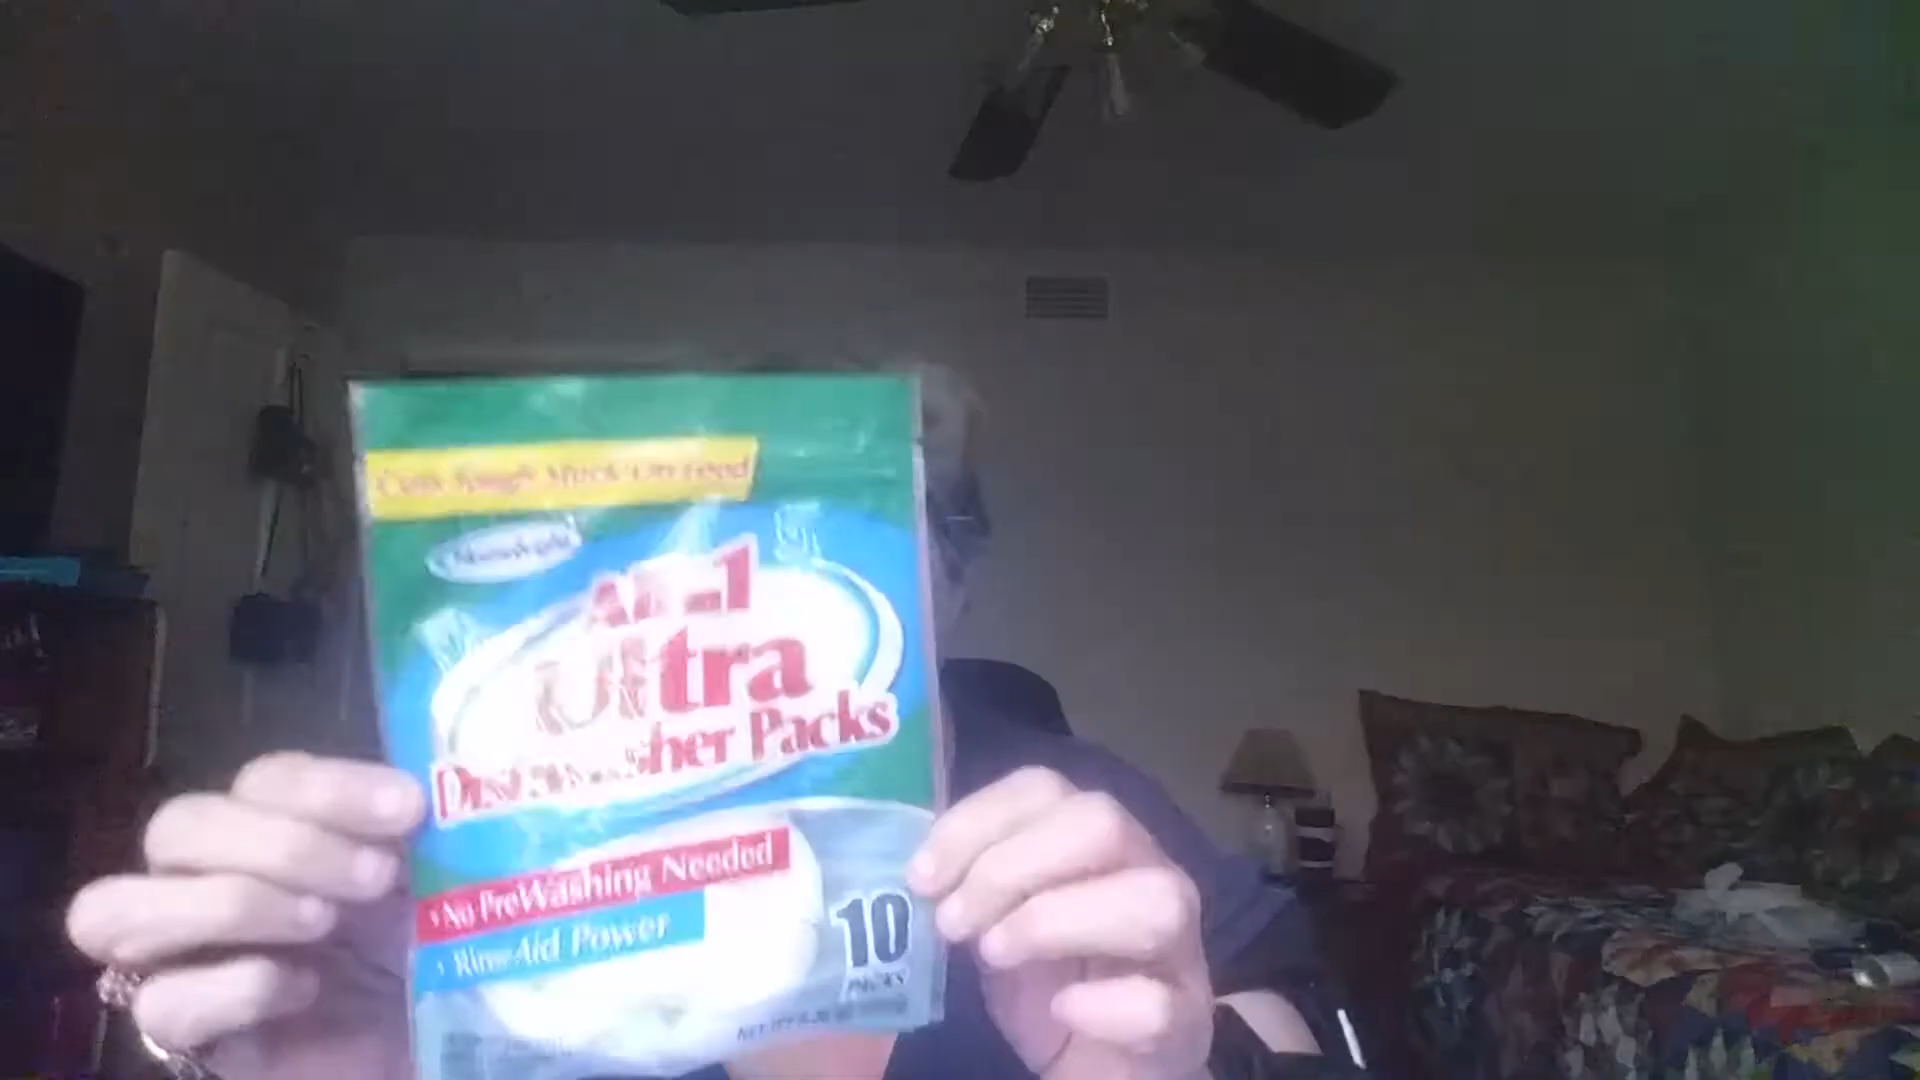 Cuts Tough Stuck-On Food
All-in-1
Ultra
Dishwasher Packs
• No PreWashing Needed
• Rinse-Aid Power
10
PACKS